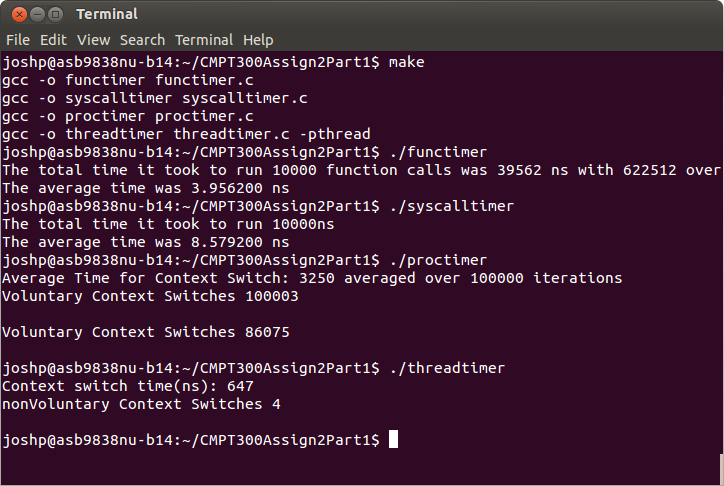 Terminal
File Edit View Search Terminal Help
joshp@asb9838nu-b14:~/CMPT300Assign2Part1$ make
gcc -o functimer functimer.c
gcc -o syscalltimer syscalltimer.c
gcc -o proctimer proctimer.c
gcc -o threadtimer threadtimer.c -pthread
joshp@asb9838nu-b14:~/CMPT300Assign2Part1$ ./functimer
The total time it took to run 10000 function calls was 39562 ns with 622512 over
The average time was 3.956200 ns
joshp@asb9838nu-b14:~/CMPT300Assign2Part1$ ./syscalltimer
The total time it took to run 10000ns
The average time was 8.579200 ns
joshp@asb9838nu-b14:~/CMPT300Assign2Part1$ ./proctimer
Average Time for Context Switch: 3250 averaged over 100000 iterations
Voluntary Context Switches 100003
Voluntary Context Switches 86075
joshp@asb9838nu-b14:~/CMPT300Assign2Part1$ ./threadtimer
Context switch time(ns): 647
nonVoluntary Context Switches 4
joshp@asb9838nu-b14:~/CMPT300Assign2Part1$